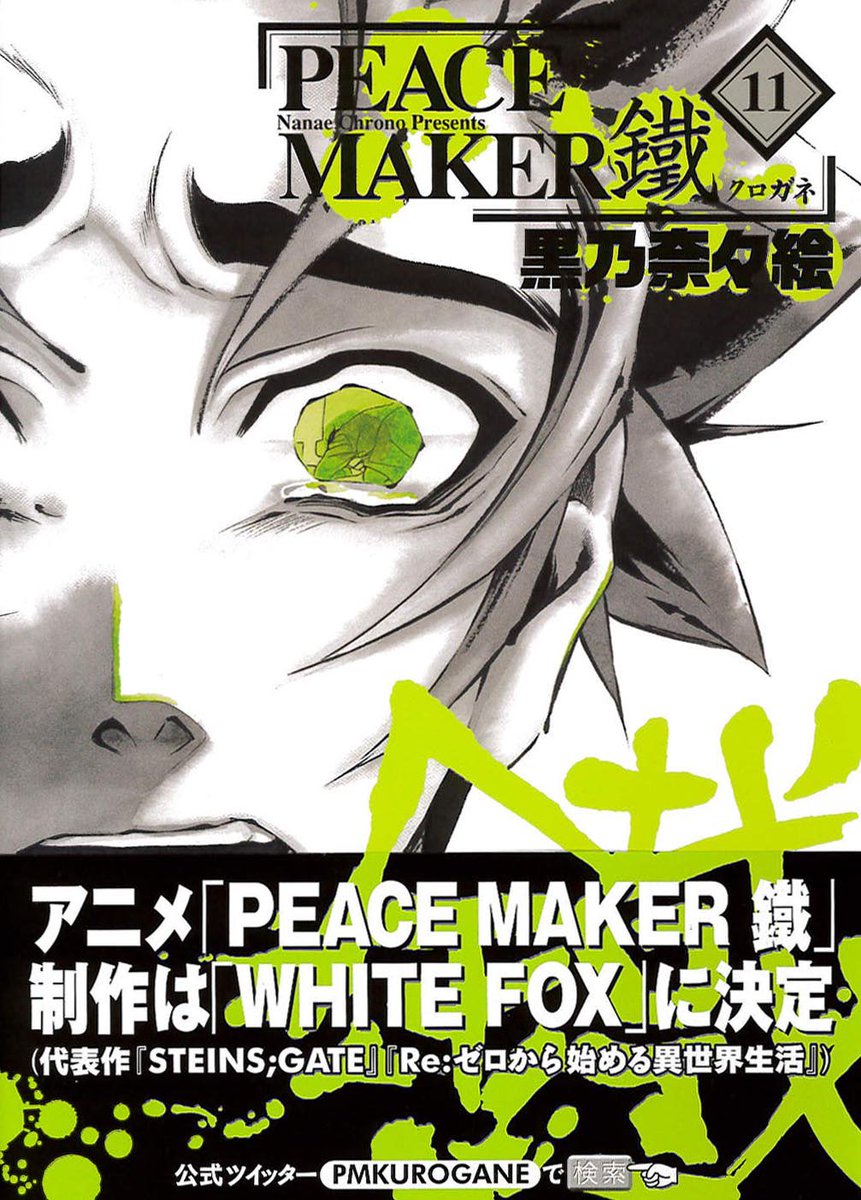 「PEACE
Nanae Chrono Presents
MAKER鐵
クロガネ」
11
黒乃奈々絵
鐵
アニメ「PEACE MAKER 鐵」
制作は「WHITE FOX」に決定
(代表作『STEINS;GATE』『Re:ゼロから始める異世界生活』)
公式ツイッター PMKUROGANE で 検索